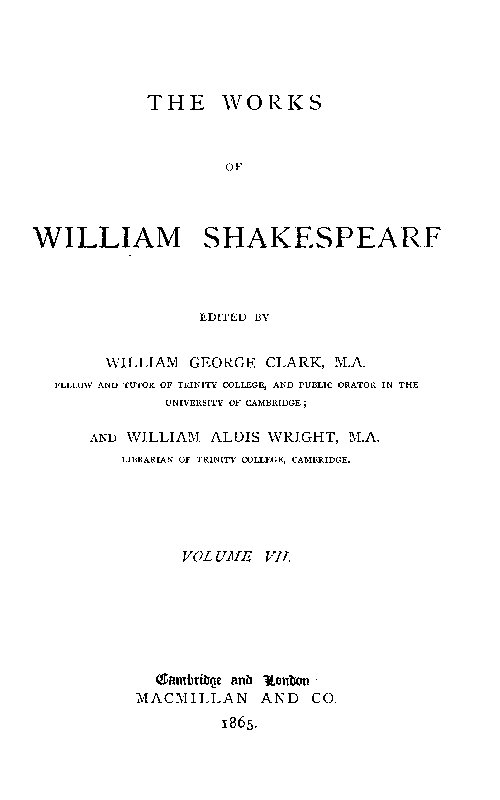 THE WORKS
OF
WILLIAM SHAKESPEARE
EDITED BY
WILLIAM GEORGE CLARK, M.A.
FELLOW AND TUTOR OF TRINITY COLLEGE, AND PUBLIC ORATOR IN THE
UNIVERSITY OF CAMBRIDGE;
AND WILLIAM ALDIS WRIGHT, M.A.
LIBRARIAN OF TRINITY COLLEGE, CAMBRIDGE.
VOLUME VII.
Cambridge and London
MACMILLAN AND CO.
1865.